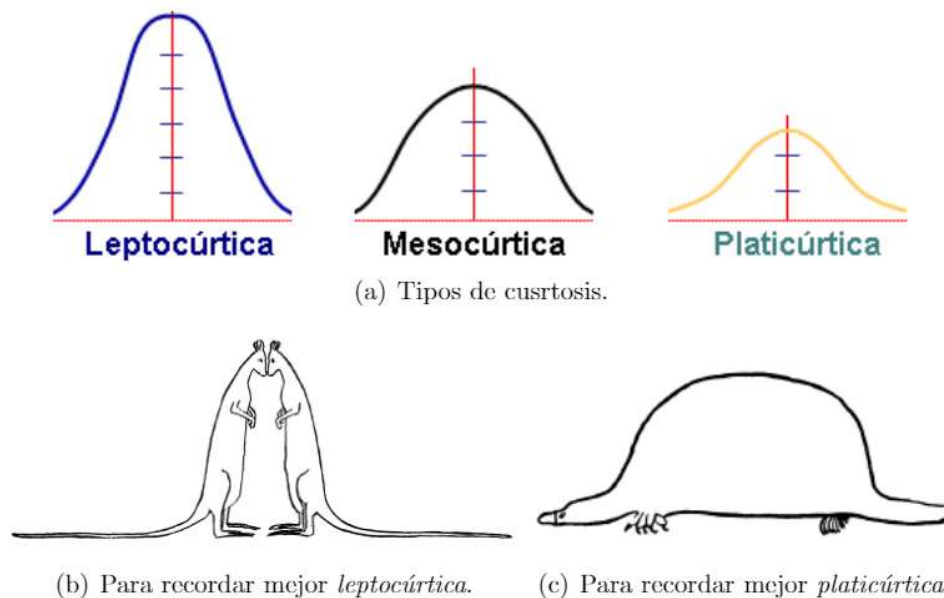 Leptocúrtica Mesocúrtica Platicúrtica
(a) Tipos de cusrtosis.
(b) Para recordar mejor leptocúrtica. (c) Para recordar mejor platicúrtica